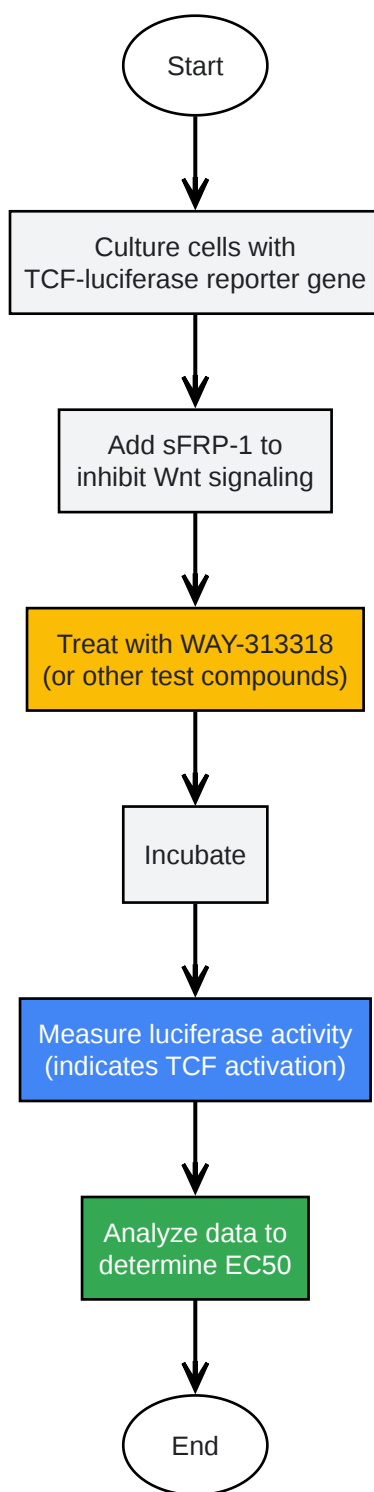 Start
Culture cells with
TCF-luciferase reporter gene
Add sFRP-1 to
inhibit Wnt signaling
Treat with WAY-313318
(or other test compounds)
Incubate
Measure luciferase activity
(indicates TCF activation)
Analyze data to
determine EC50
End